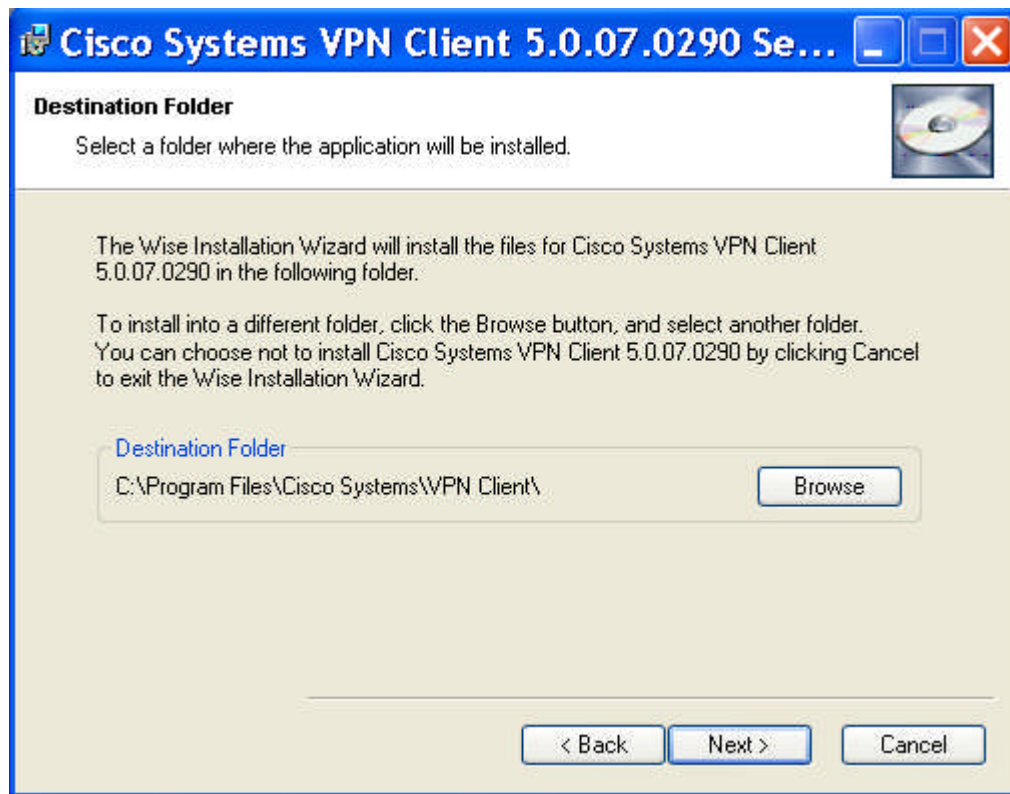 Cisco Systems VPN Client 5.0.07.0290 Se...
Destination Folder
Select a folder where the application will be installed.
The Wise Installation Wizard will install the files for Cisco Systems VPN Client
5.0.07.0290 in the following folder.
To install into a different folder, click the Browse button, and select another folder.
You can choose not to install Cisco Systems VPN Client 5.0.07.0290 by clicking Cancel
to exit the Wise Installation Wizard.
Destination Folder
C:\Program Files\Cisco Systems\VPN Client\
Browse
< Back
Next >
Cancel